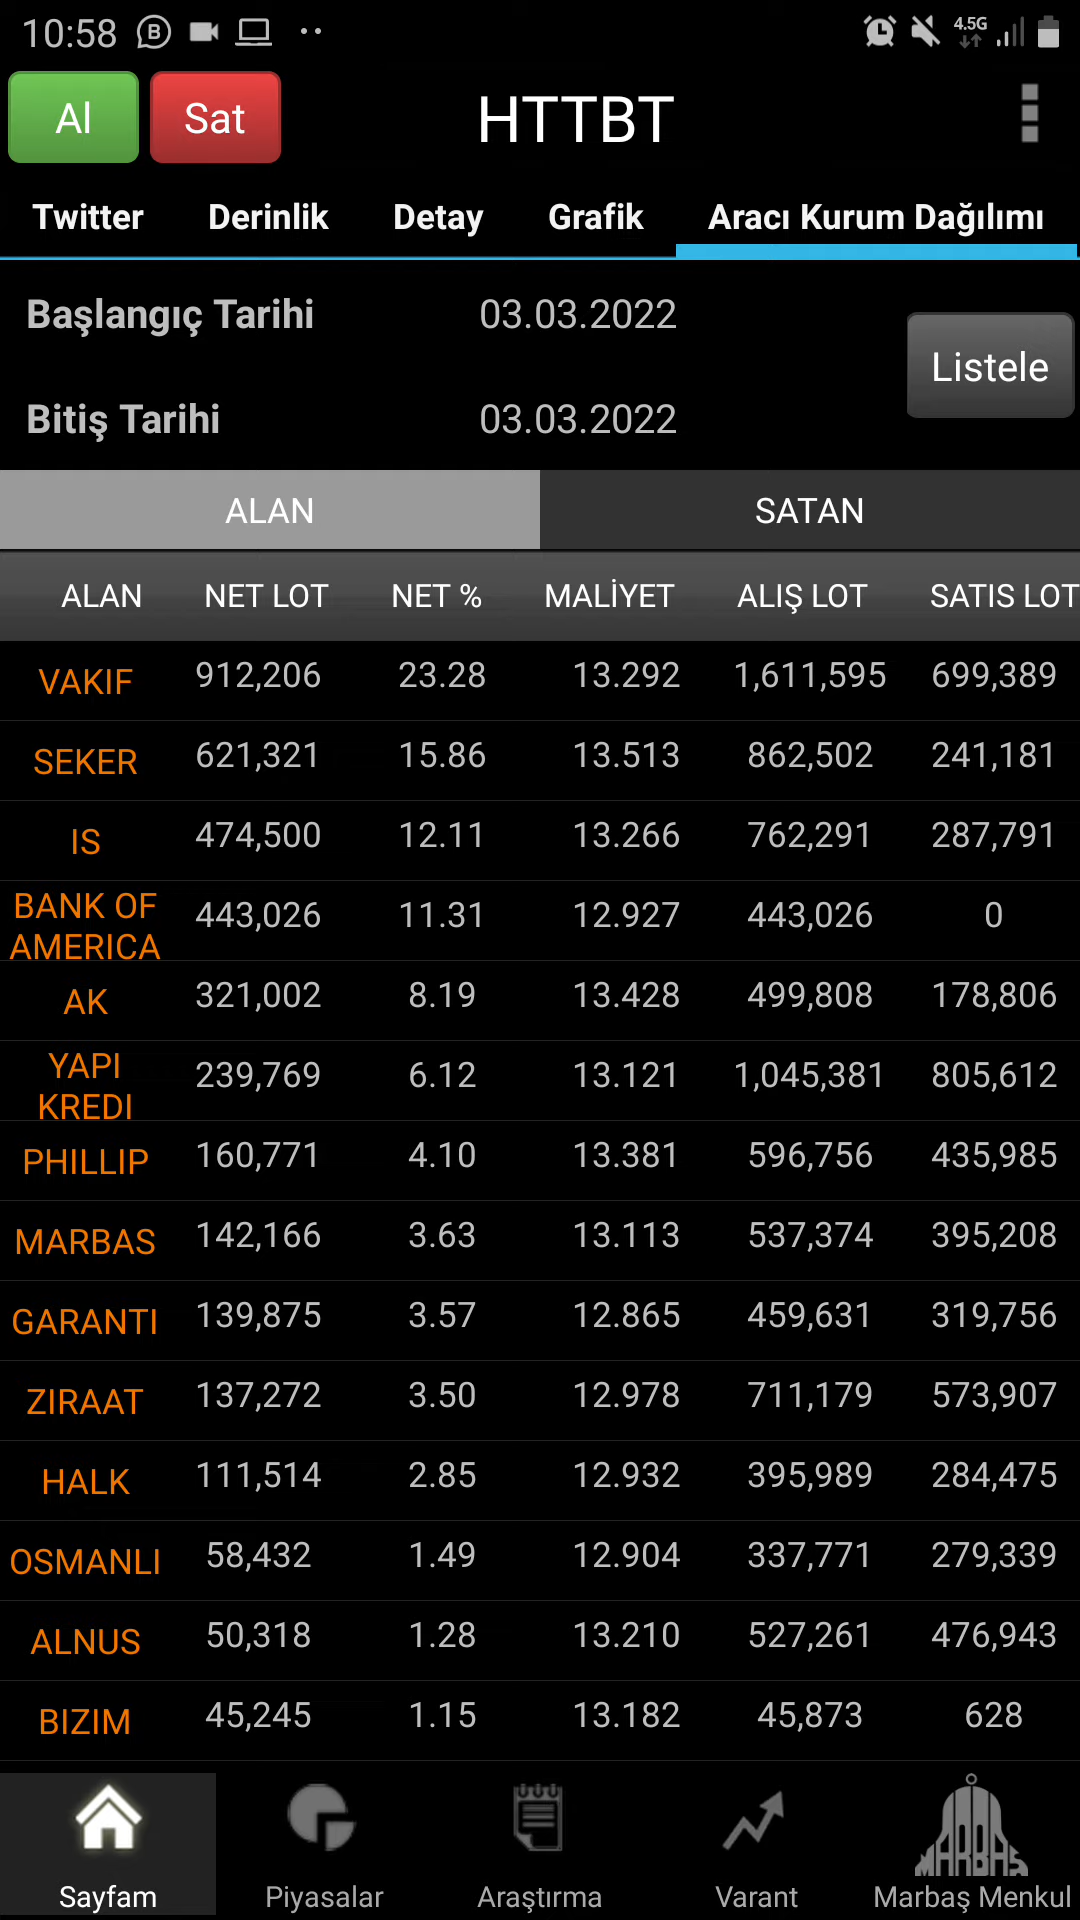 10:58 B 4.5G
Al Sat HTTBT
Twitter Derinlik Detay Grafik Aracı Kurum Dağılımı
Başlangıç Tarihi 03.03.2022
Listele
Bitiş Tarihi 03.03.2022
ALAN SATAN
ALAN NET LOT NET % MALİYET ALIŞ LOT SATIS LOT
VAKIF 912,206 23.28 13.292 1,611,595 699,389
SEKER 621,321 15.86 13.513 862,502 241,181
IS 474,500 12.11 13.266 762,291 287,791
BANK OF
AMERICA 443,026 11.31 12.927 443,026 0
AK 321,002 8.19 13.428 499,808 178,806
YAPI
KREDI 239,769 6.12 13.121 1,045,381 805,612
PHILLIP 160,771 4.10 13.381 596,756 435,985
MARBAS 142,166 3.63 13.113 537,374 395,208
GARANTI 139,875 3.57 12.865 459,631 319,756
ZIRAAT 137,272 3.50 12.978 711,179 573,907
HALK 111,514 2.85 12.932 395,989 284,475
OSMANLI 58,432 1.49 12.904 337,771 279,339
ALNUS 50,318 1.28 13.210 527,261 476,943
BIZIM 45,245 1.15 13.182 45,873 628
MARBAŞ
Sayfam Piyasalar Araştırma Varant Marbaş Menkul